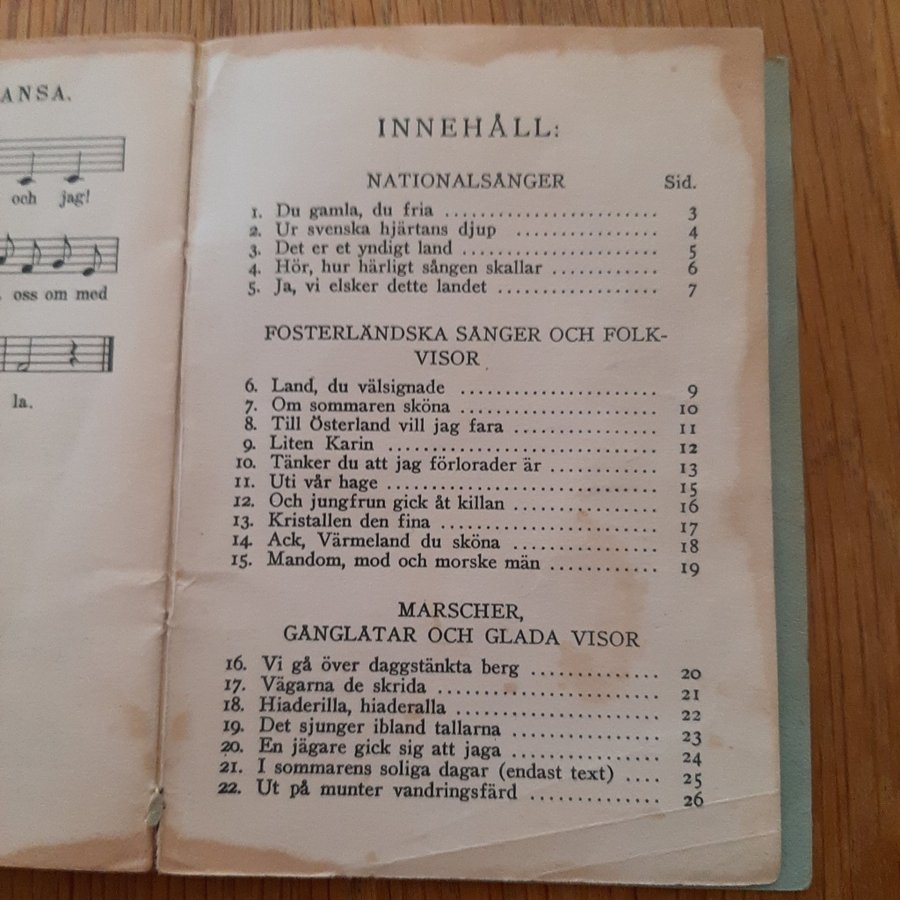 ANSA.
och jag!
oss om med
la.
INNEHÅLL:
NATIONALSÅNGER Sid.
1. Du gamla, du fria ........................ 3
2. Ur svenska hjärtans djup ................ 4
3. Det er et yndigt land ...................... 5
4. Hör, hur härligt sången skallar ............ 6
5. Ja, vi elsker dette landet .................. 7
FOSTERLÄNDSKA SÅNGER OCH FOLK-
VISOR
6. Land, du välsignade ...................... 9
7. Om sommaren sköna ...................... 10
8. Till Österland vill jag fara ................ 11
9. Liten Karin .............................. 12
10. Tänker du att jag förlorader är ............ 13
11. Uti vår hage .............................. 15
12. Och jungfrun gick åt killan ................ 16
13. Kristallen den fina ........................ 17
14. Ack, Värmeland du sköna ................ 18
15. Mandom, mod och morske män ............ 19
MARSCHER,
GÅNGLÅTAR OCH GLADA VISOR
16. Vi gå över daggstänkta berg .............. 20
17. Vägarna de skrida ........................ 21
18. Hiaderilla, hiaderalla ...................... 22
19. Det sjunger ibland tallarna ................ 23
20. En jägare gick sig att jaga ................ 24
21. I sommarens soliga dagar (endast text) .... 25
22. Ut på munter vandringsfärd .............. 26